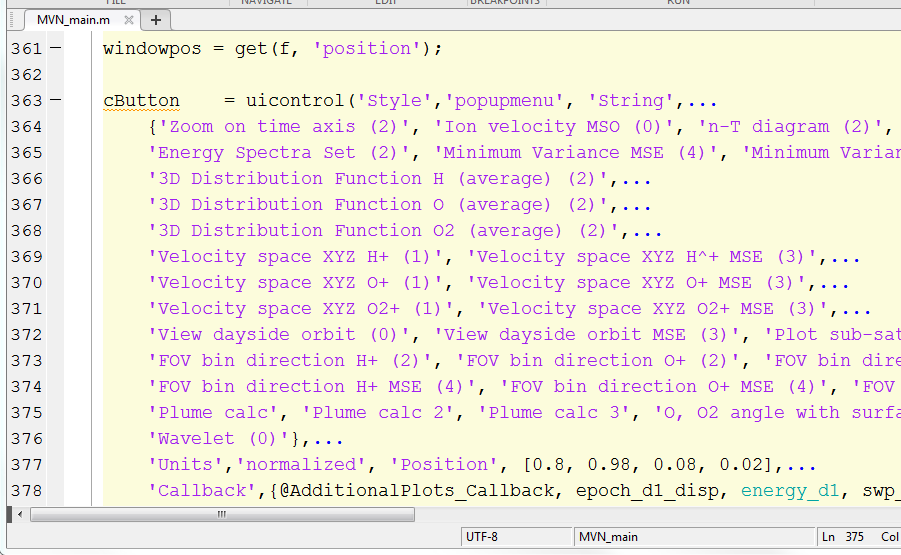 FILE NAVIGATE EDIT BREAKPOINTS RUN
MVN_main.m
361 windowpos = get(f, 'position');
362
363 cButton = uicontrol('Style','popupmenu', 'String',...
364 {'Zoom on time axis (2)', 'Ion velocity MSO (0)', 'n-T diagram (2)',
365 'Energy Spectra Set (2)', 'Minimum Variance MSE (4)', 'Minimum Varian
366 '3D Distribution Function H (average) (2)',...
367 '3D Distribution Function O (average) (2)',...
368 '3D Distribution Function O2 (average) (2)',...
369 'Velocity space XYZ H+ (1)', 'Velocity space XYZ H^+ MSE (3)',...
370 'Velocity space XYZ O+ (1)', 'Velocity space XYZ O+ MSE (3)',...
371 'Velocity space XYZ O2+ (1)', 'Velocity space XYZ O2+ MSE (3)',...
372 'View dayside orbit (0)', 'View dayside orbit MSE (3)', 'Plot sub-sat
373 'FOV bin direction H+ (2)', 'FOV bin direction O+ (2)', 'FOV bin dire
374 'FOV bin direction H+ MSE (4)', 'FOV bin direction O+ MSE (4)', 'FOV
375 'Plume calc', 'Plume calc 2', 'Plume calc 3', 'O, O2 angle with surfa
376 'Wavelet (0)'},...
377 'Units','normalized', 'Position', [0.8, 0.98, 0.08, 0.02],...
378 'Callback',{@AdditionalPlots_Callback, epoch_d1_disp, energy_d1, swp_
UTF-8 MVN_main Ln 375 Col